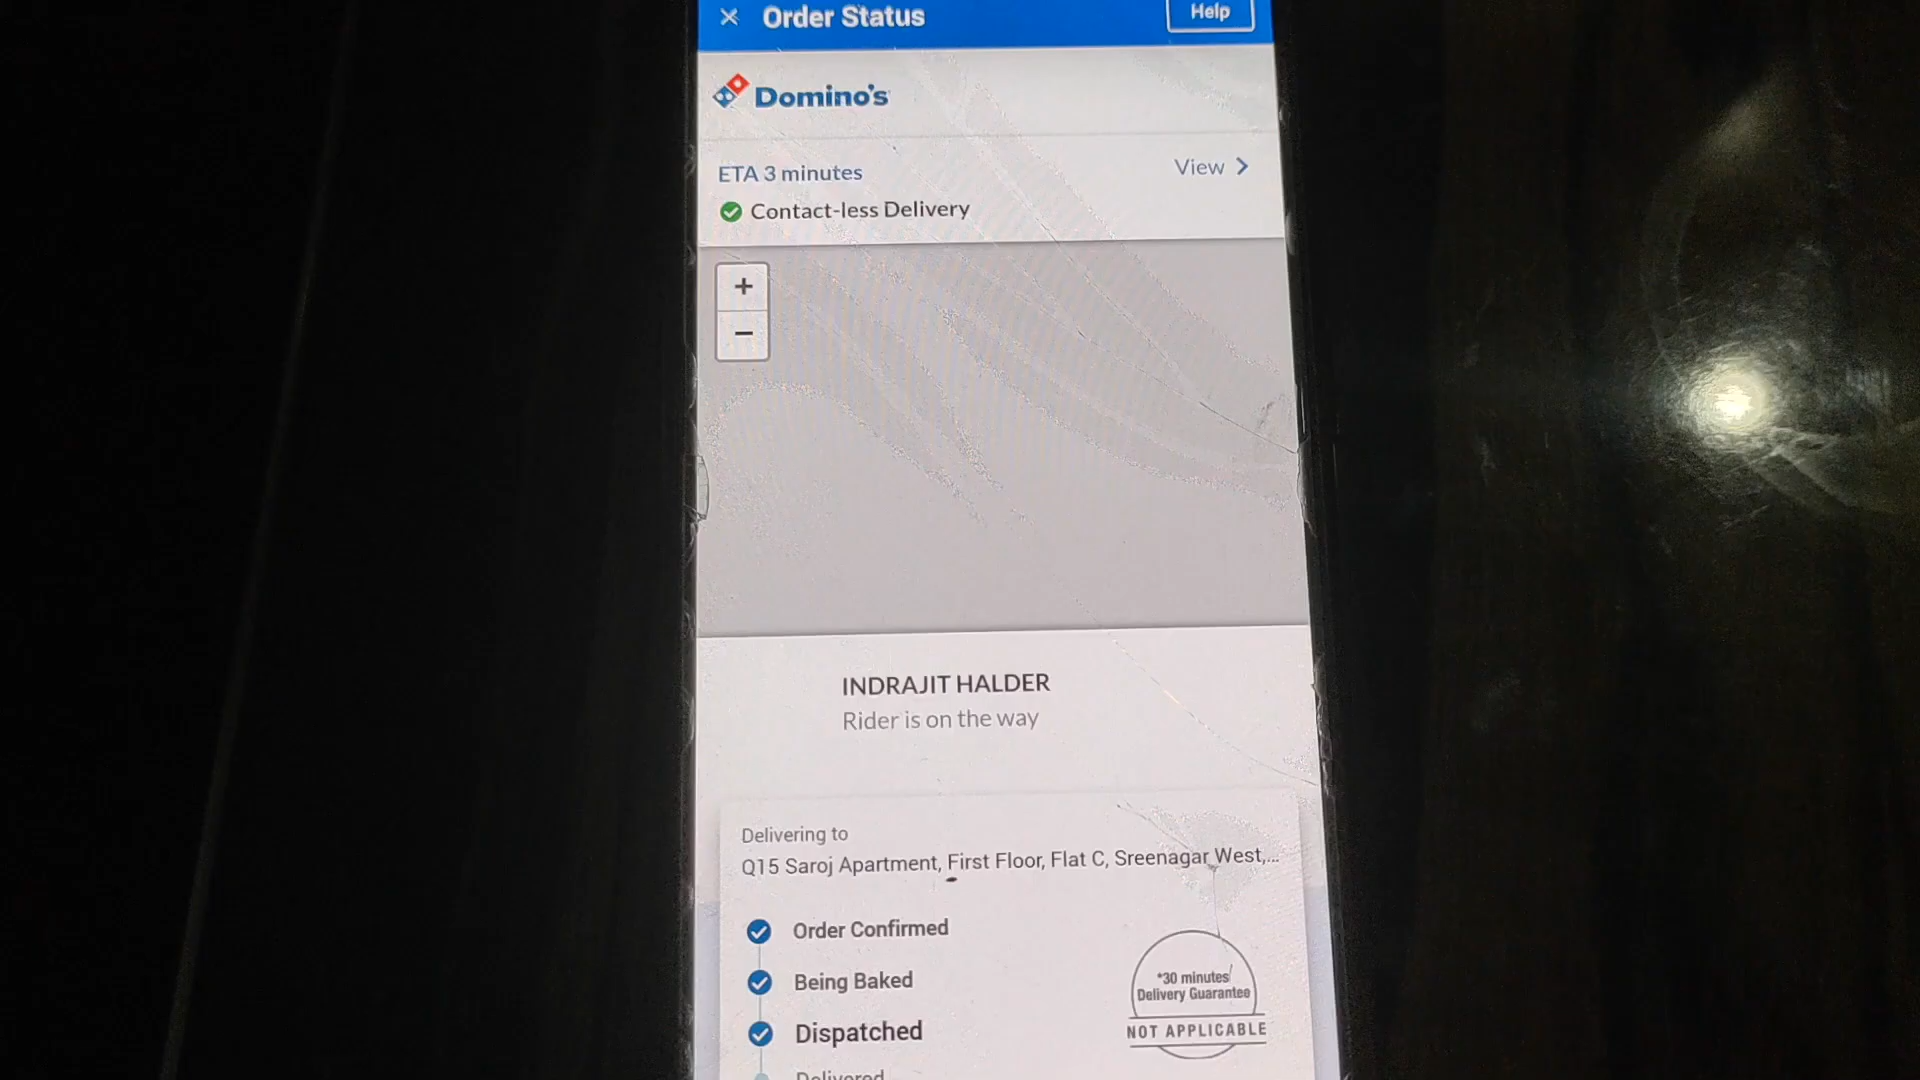 Order Status
Help
Domino's
ETA 3 minutes
View
Contact-less Delivery
+
−
INDRAJIT HALDER
Rider is on the way
Delivering to
Q15 Saroj Apartment, First Floor, Flat C, Sreenagar West,...
Order Confirmed
Being Baked
*30 minutes
Delivery Guarantee
NOT APPLICABLE
Dispatched
Delivered